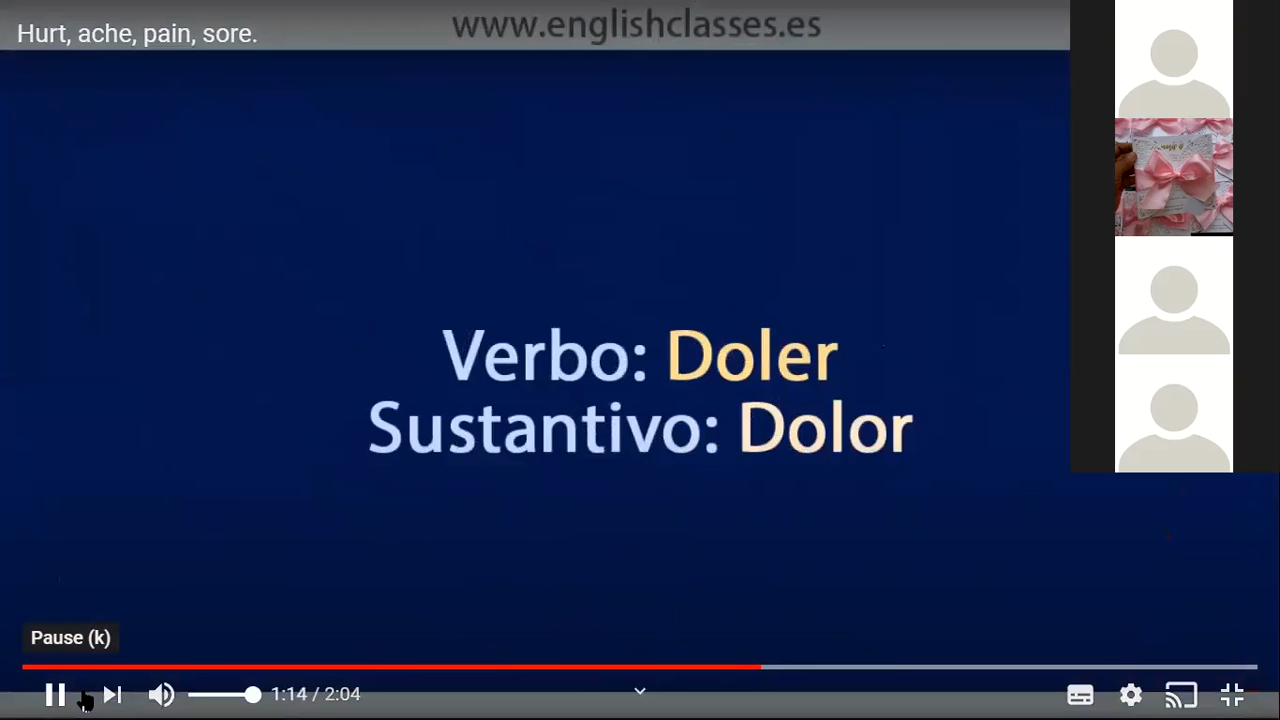 www.englishclasses.es
Hurt, ache, pain, sore.
Verbo: Doler
Sustantivo: Dolor
Pause (k)
1:14 / 2:04